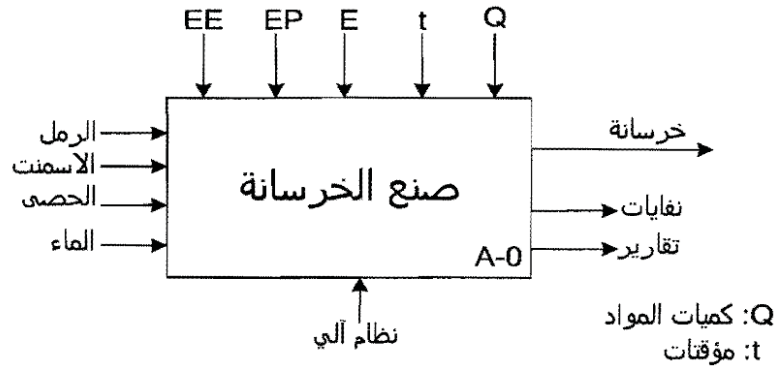 EE EP E t Q
الرمل
الاسمنت
الحصى
الماء
صنع الخرسانة
A-0
خرسانة
نفايات
تقارير
نظام آلي
Q: كميات المواد
t: مؤقتات